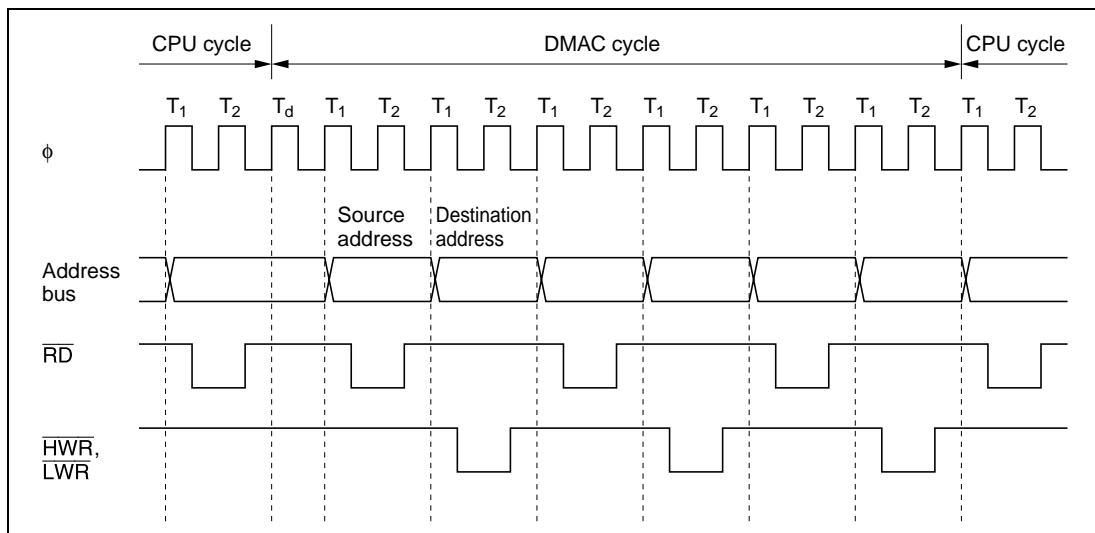 CPU cycle DMAC cycle CPU cycle
T1 T2 Td T1 T2 T1 T2 T1 T2 T1 T2 T1 T2 T1 T2 T1 T2
ϕ
Source address
Destination address
Address bus
RD
HWR,
LWR